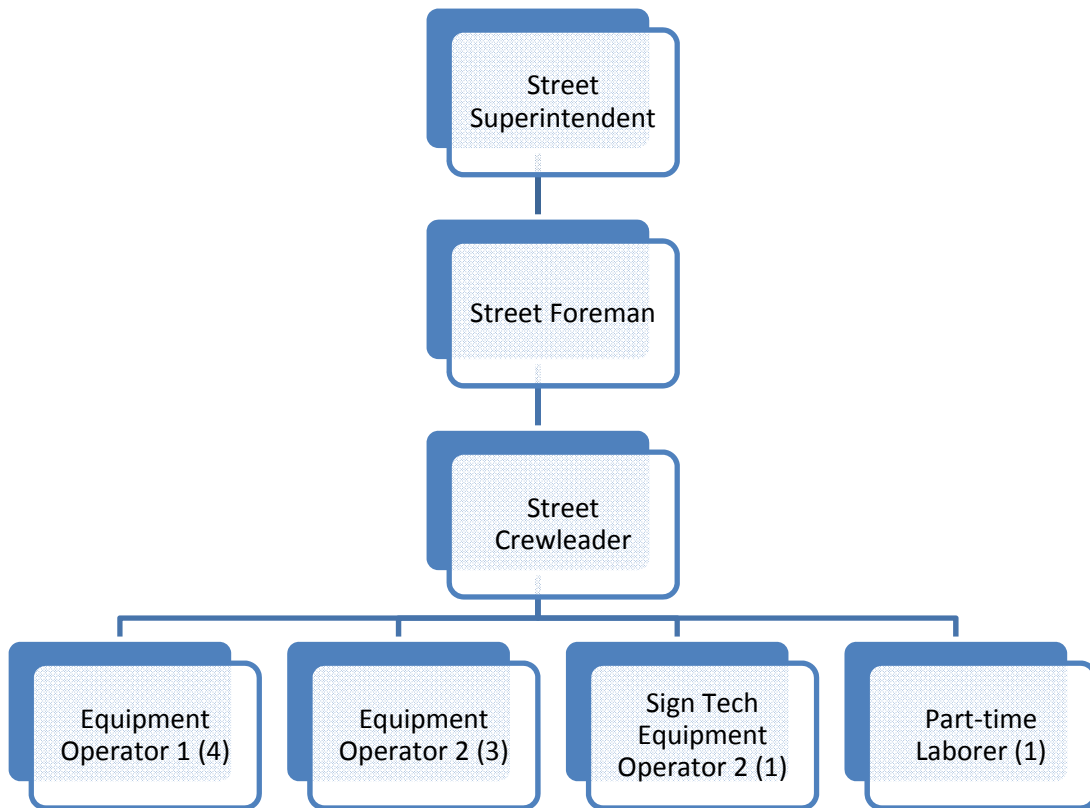 Street
Superintendent
Street Foreman
Street
Crewleader
Equipment
Operator 1 (4)
Equipment
Operator 2 (3)
Sign Tech
Equipment
Operator 2 (1)
Part-time
Laborer (1)